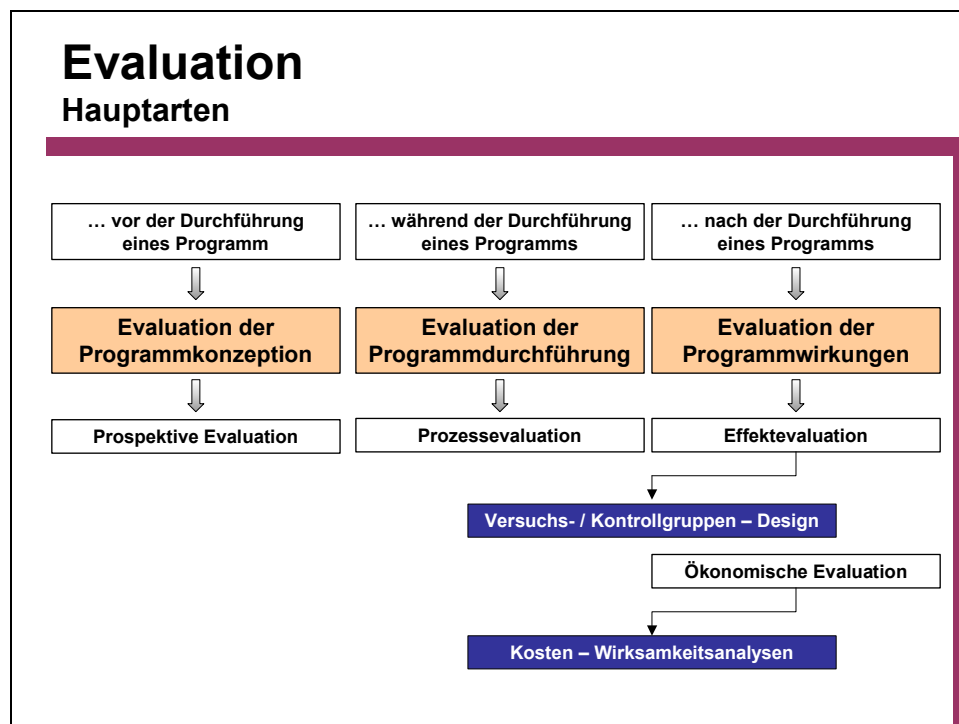 Evaluation
Hauptarten
… vor der Durchführung
eines Programm
… während der Durchführung
eines Programms
… nach der Durchführung
eines Programms
Evaluation der
Programmkonzeption
Evaluation der
Programmdurchführung
Evaluation der
Programmwirkungen
Prospektive Evaluation
Prozessevaluation
Effektevaluation
Versuchs- / Kontrollgruppen – Design
Ökonomische Evaluation
Kosten – Wirksamkeitsanalysen